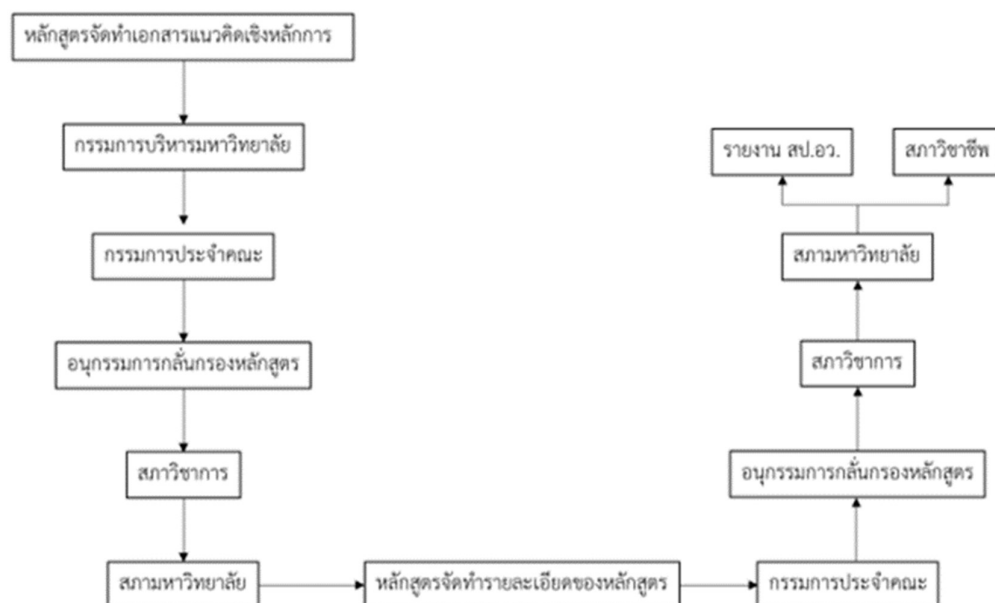 หลักสูตรจัดทำเอกสารแนวคิดเชิงหลักการ
กรรมการบริหารมหาวิทยาลัย
กรรมการประจำคณะ
อนุกรรมการกลั่นกรองหลักสูตร
สภาวิชาการ
สภามหาวิทยาลัย
หลักสูตรจัดทำรายละเอียดของหลักสูตร
กรรมการประจำคณะ
อนุกรรมการกลั่นกรองหลักสูตร
สภาวิชาการ
สภามหาวิทยาลัย
รายงาน สป.อว.
สภาวิชาชีพ